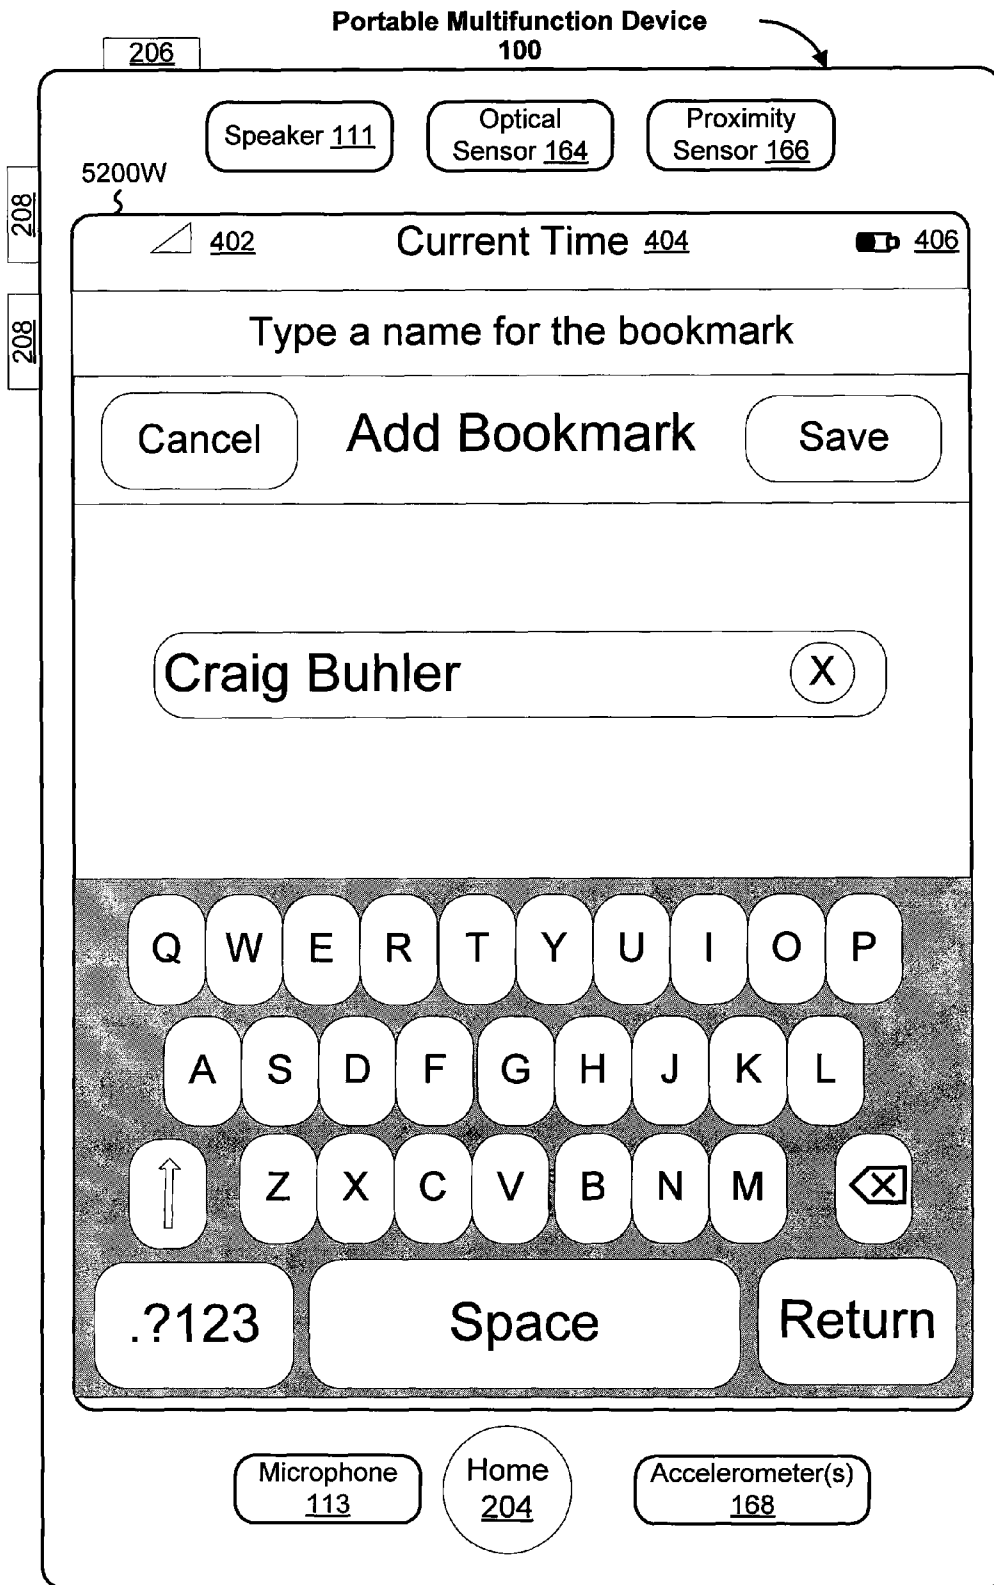 Portable Multifunction Device
100
206
Speaker 111
Optical
Sensor 164
Proximity
Sensor 166
5200W
208
402
Current Time 404
406
208
Type a name for the bookmark
Cancel
Add Bookmark
Save
Craig Buhler
X
Q W E R T Y U I O P
A S D F G H J K L
Z X C V B N M
.?123
Space
Return
Microphone
113
Home
204
Accelerometer(s)
168